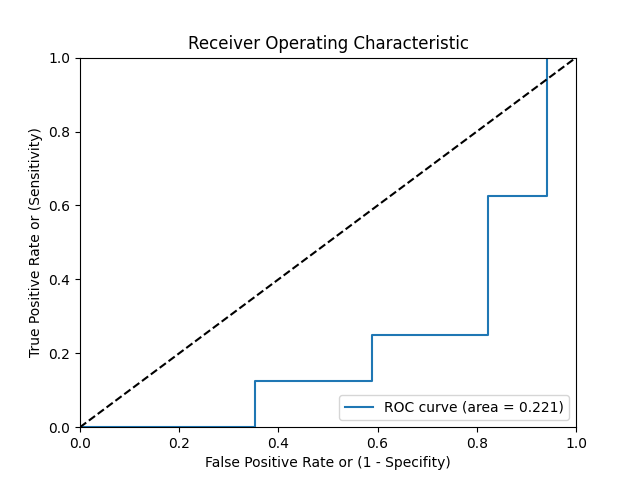 Receiver Operating Characteristic
True Positive Rate or (Sensitivity)
1.0
0.8
0.6
0.4
0.2
0.0
ROC curve (area = 0.221)
0.0 0.2 0.4 0.6 0.8 1.0
False Positive Rate or (1 - Specifity)